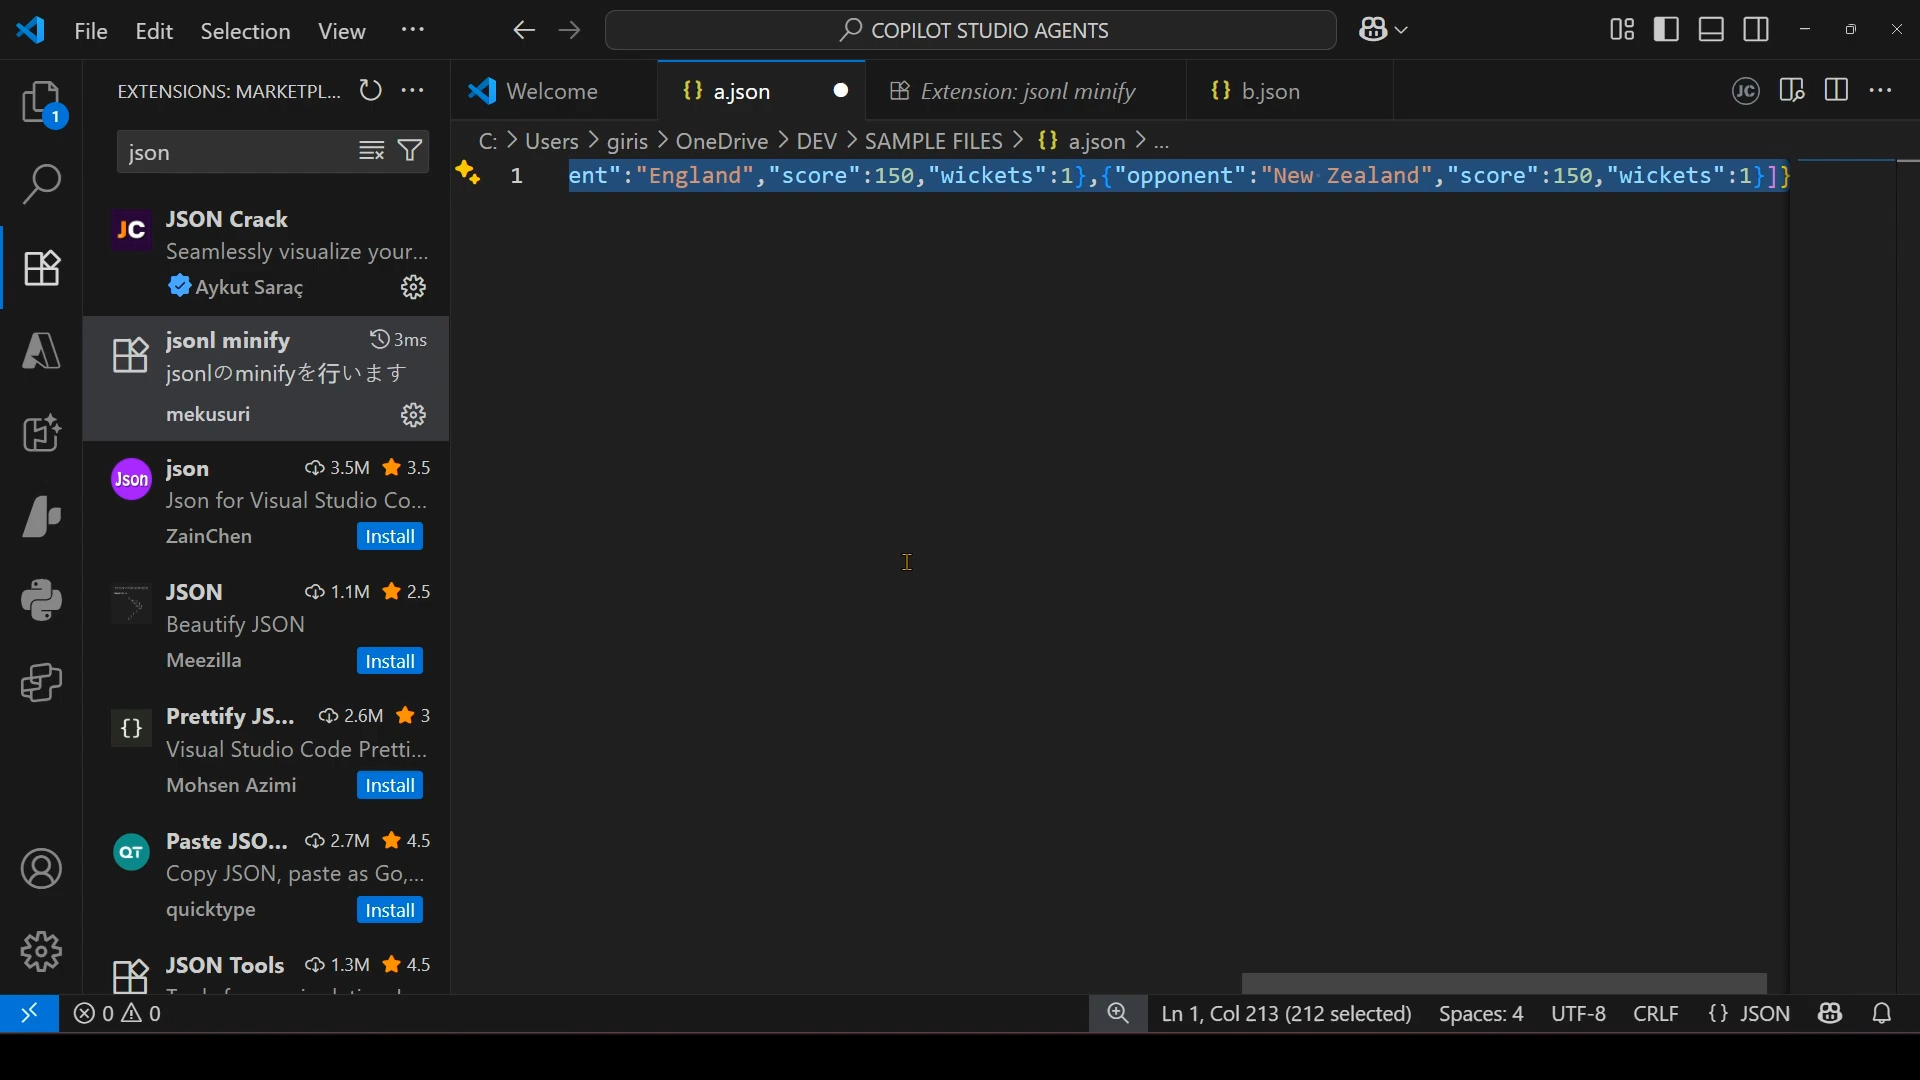 File Edit Selection View ···
COPILOT STUDIO AGENTS
EXTENSIONS: MARKETPL... ···
1
json
JSON Crack
Seamlessly visualize your...
Aykut Saraç
jsonl minify 3ms
jsonlのminifyを行います
mekusuri
json 3.5M 3.5
Json for Visual Studio Co...
ZainChen Install
JSON 1.1M 2.5
Beautify JSON
Meezilla Install
Prettify JS... 2.6M 3
Visual Studio Code Pretti...
Mohsen Azimi Install
Paste JSO... 2.7M 4.5
Copy JSON, paste as Go,...
quicktype Install
JSON Tools 1.3M 4.5
JC
Json
{}
QT
Welcome {} a.json Extension: jsonl minify {} b.json JC ···
C: > Users > giris > OneDrive > DEV > SAMPLE FILES > {} a.json > ...
1 ent":"England","score":150,"wickets":1},{"opponent":"New Zealand","score":150,"wickets":1}]}
0 0 Ln 1, Col 213 (212 selected) Spaces: 4 UTF-8 CRLF {} JSON